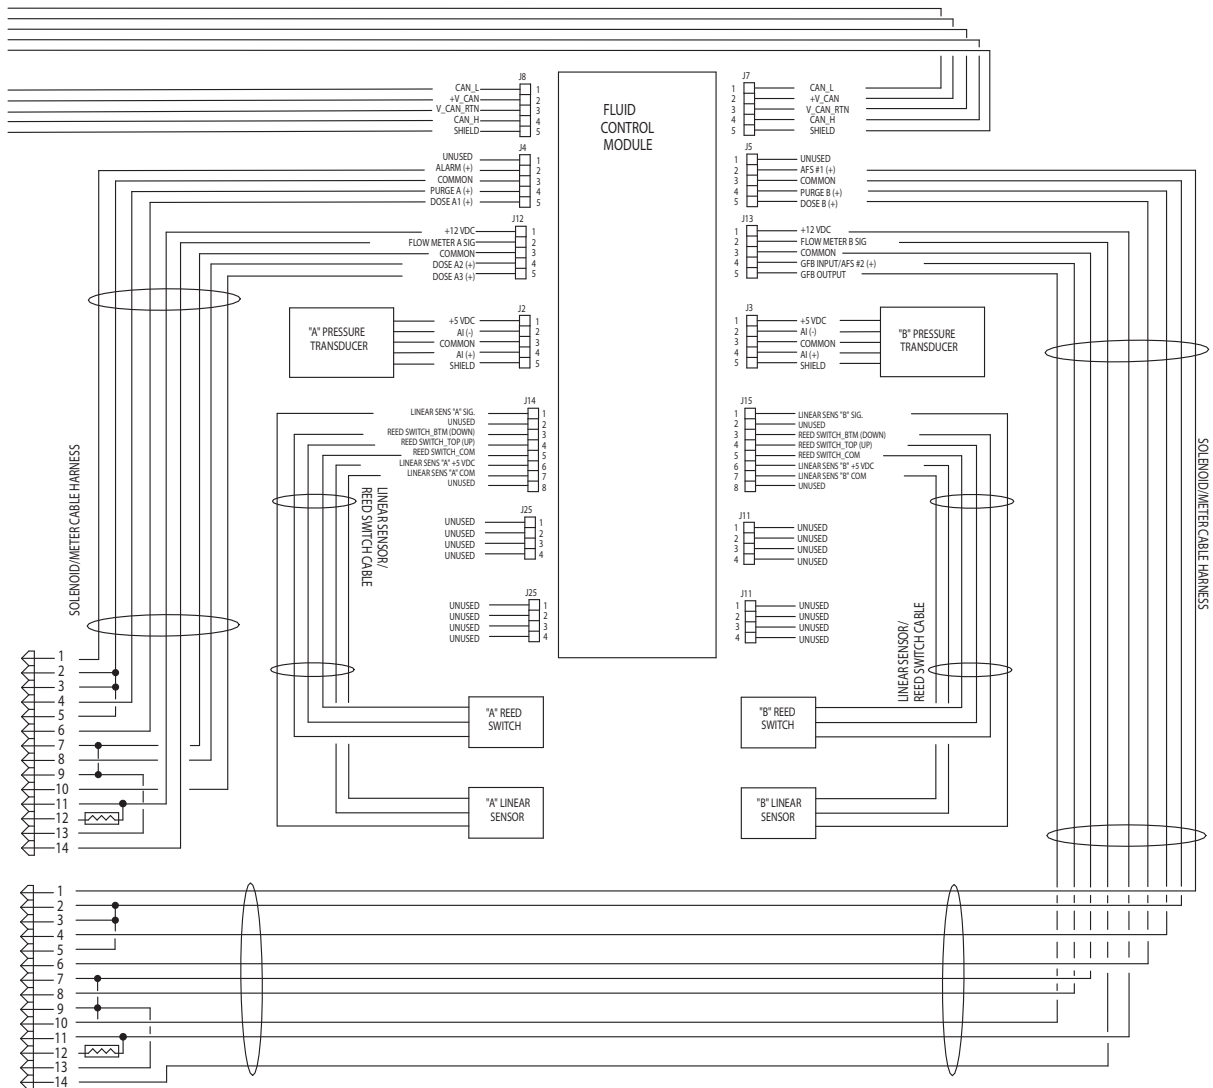 FLUID
CONTROL
MODULE
J8
CAN_L 1
+V_CAN 2
V_CAN_RTN 3
CAN_H 4
SHIELD 5
J4
UNUSED 1
ALARM (+) 2
COMMON 3
PURGE A (+) 4
DOSE A1 (+) 5
J12
+12 VDC 1
FLOW METER A SIG 2
COMMON 3
DOSE A2 (+) 4
DOSE A3 (+) 5
J2
+5 VDC 1
AI (-) 2
COMMON 3
AI (+) 4
SHIELD 5
"A" PRESSURE
TRANSDUCER
J14
LINEAR SENS "A" SIG. 1
UNUSED 2
REED SWITCH_BTM (DOWN) 3
REED SWITCH_TOP (UP) 4
REED SWITCH_COM 5
LINEAR SENS "A" +5 VDC 6
LINEAR SENS "A" COM 7
UNUSED 8
J25
UNUSED 1
UNUSED 2
UNUSED 3
UNUSED 4
J25
UNUSED 1
UNUSED 2
UNUSED 3
UNUSED 4
LINEAR SENSOR/
REED SWITCH CABLE
SOLENOID/METER CABLE HARNESS
"A" REED
SWITCH
"A" LINEAR
SENSOR
J7
1 CAN_L
2 +V_CAN
3 V_CAN_RTN
4 CAN_H
5 SHIELD
J5
1 UNUSED
2 AFS #1 (+)
3 COMMON
4 PURGE B (+)
5 DOSE B (+)
J13
1 +12 VDC
2 FLOW METER B SIG
3 COMMON
4 GFB INPUT/AFS #2 (+)
5 GFB OUTPUT
J3
1 +5 VDC
2 AI (-)
3 COMMON
4 AI (+)
5 SHIELD
"B" PRESSURE
TRANSDUCER
J15
1 LINEAR SENS "B" SIG.
2 UNUSED
3 REED SWITCH_BTM (DOWN)
4 REED SWITCH_TOP (UP)
5 REED SWITCH_COM
6 LINEAR SENS "B" +5 VDC
7 LINEAR SENS "B" COM
8 UNUSED
J11
1 UNUSED
2 UNUSED
3 UNUSED
4 UNUSED
J11
1 UNUSED
2 UNUSED
3 UNUSED
4 UNUSED
LINEAR SENSOR/
REED SWITCH CABLE
SOLENOID/METER CABLE HARNESS
"B" REED
SWITCH
"B" LINEAR
SENSOR
1
2
3
4
5
6
7
8
9
10
11
12
13
14
1
2
3
4
5
6
7
8
9
10
11
12
13
14